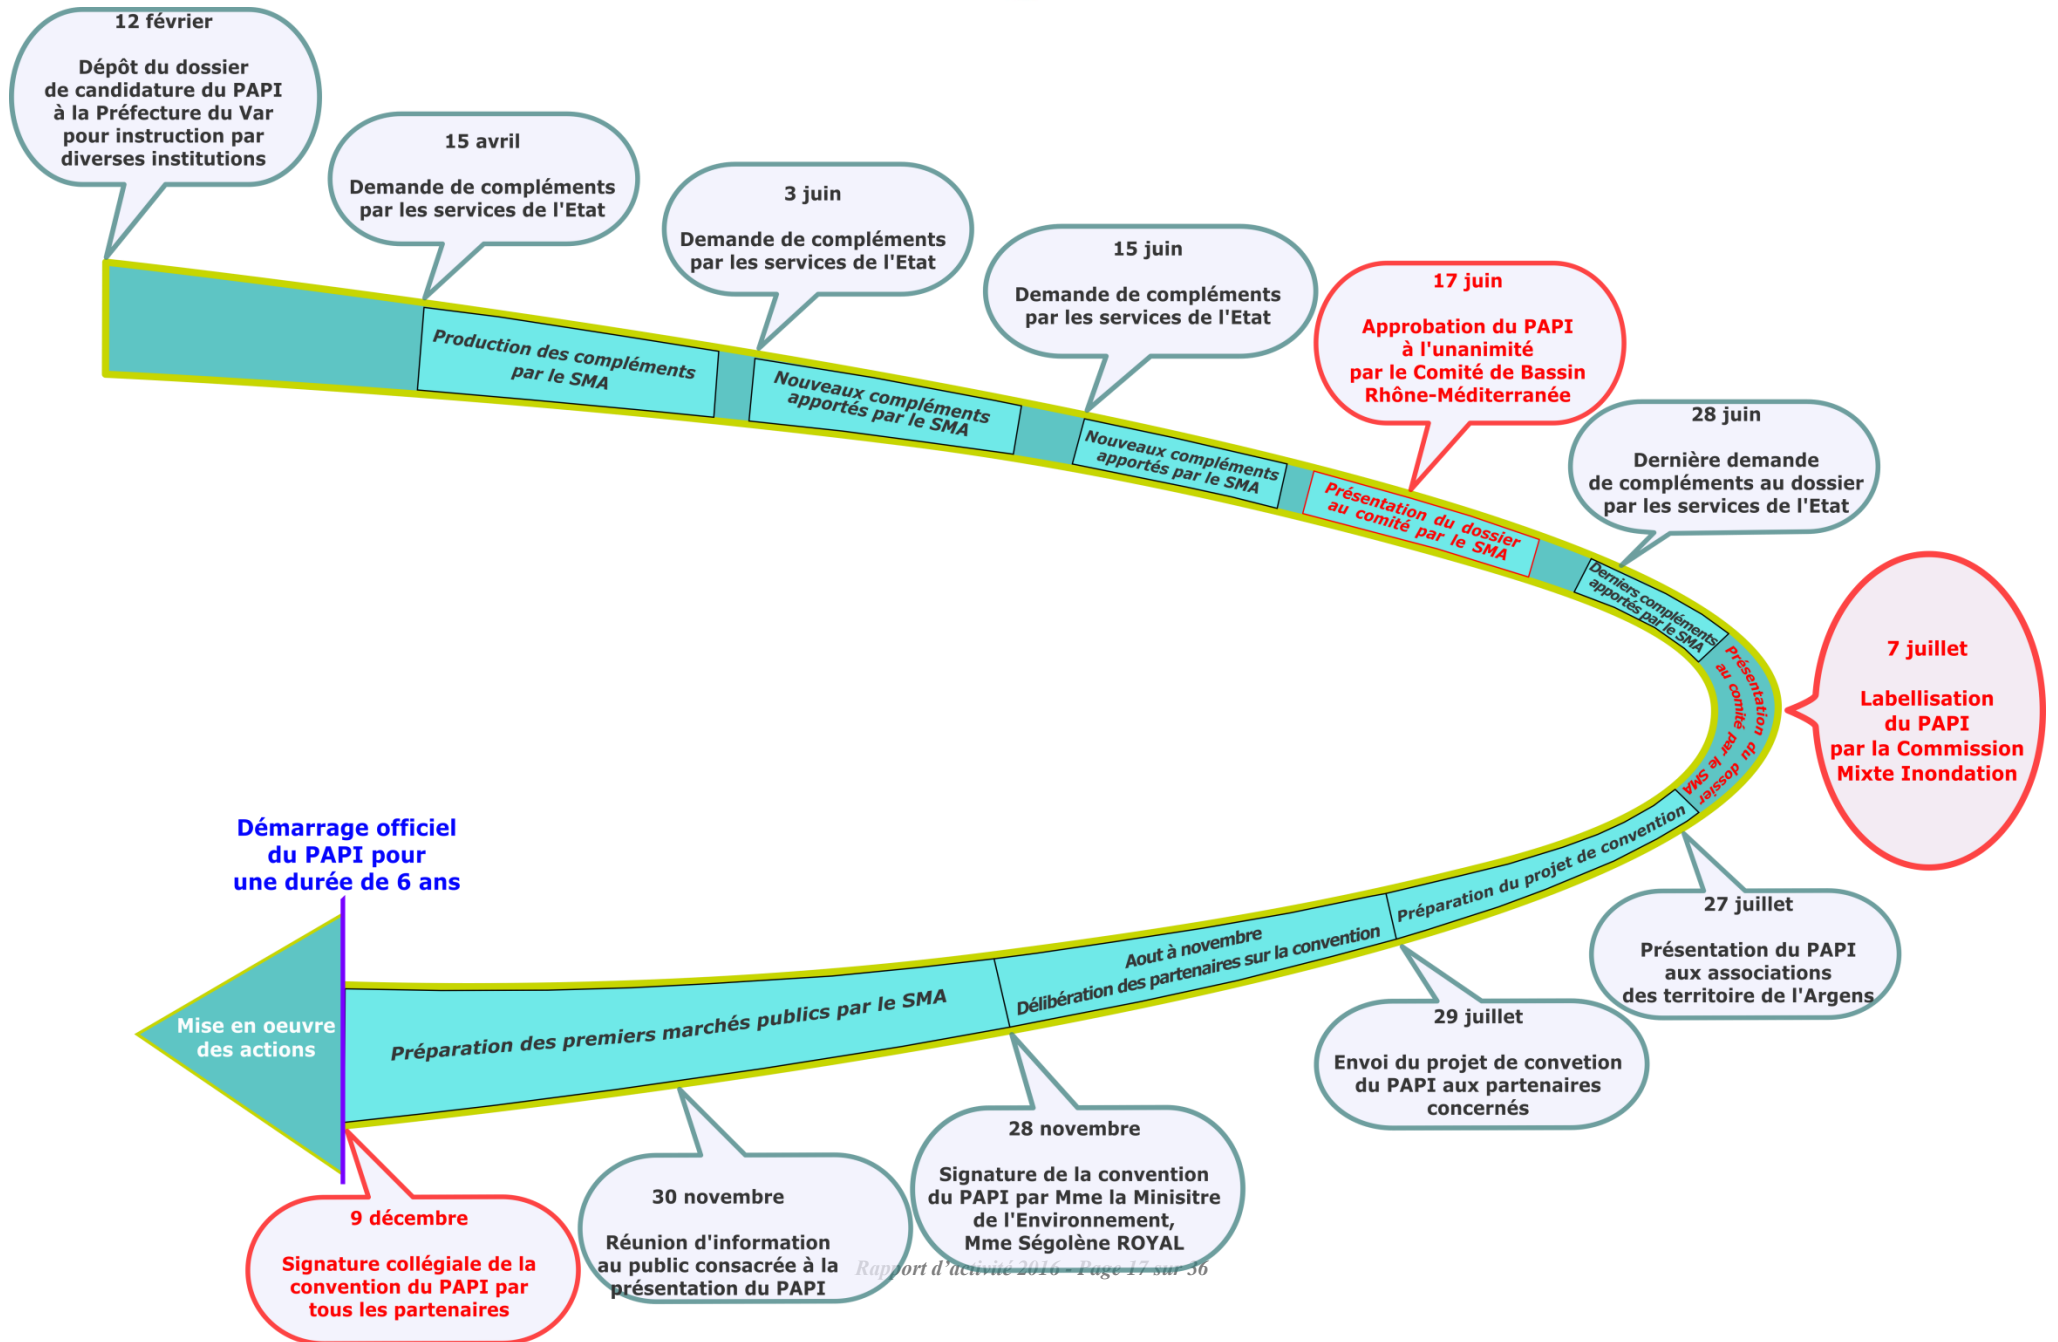 12 février
Dépôt du dossier
de candidature du PAPI
à la Préfecture du Var
pour instruction par
diverses institutions
15 avril
Demande de compléments
par les services de l'Etat
3 juin
Demande de compléments
par les services de l'Etat
15 juin
Demande de compléments
par les services de l'Etat
17 juin
Approbation du PAPI
à l'unanimité
par le Comité de Bassin
Rhône-Méditerranée
28 juin
Dernière demande
de compléments au dossier
par les services de l'Etat
Production des compléments
par le SMA
Nouveaux compléments
apportés par le SMA
Nouveaux compléments
apportés par le SMA
Présentation du dossier
au comité par le SMA
Derniers compléments
apportés par le SMA
Présentation du dossier
au comité par le SMA
7 juillet
Labellisation
du PAPI
par la Commission
Mixte Inondation
Préparation du projet de convention
27 juillet
Présentation du PAPI
aux associations
des territoire de l'Argens
29 juillet
Envoi du projet de convetion
du PAPI aux partenaires
concernés
Aout à novembre
Délibération des partenaires sur la convention
28 novembre
Signature de la convention
du PAPI par Mme la Minisitre
de l'Environnement,
Mme Ségolène ROYAL
Préparation des premiers marchés publics par le SMA
30 novembre
Réunion d'information
au public consacrée à la
présentation du PAPI
Démarrage officiel
du PAPI pour
une durée de 6 ans
Mise en oeuvre
des actions
9 décembre
Signature collégiale de la
convention du PAPI par
tous les partenaires
Rapport d'activité 2016 - Page 17 sur 36